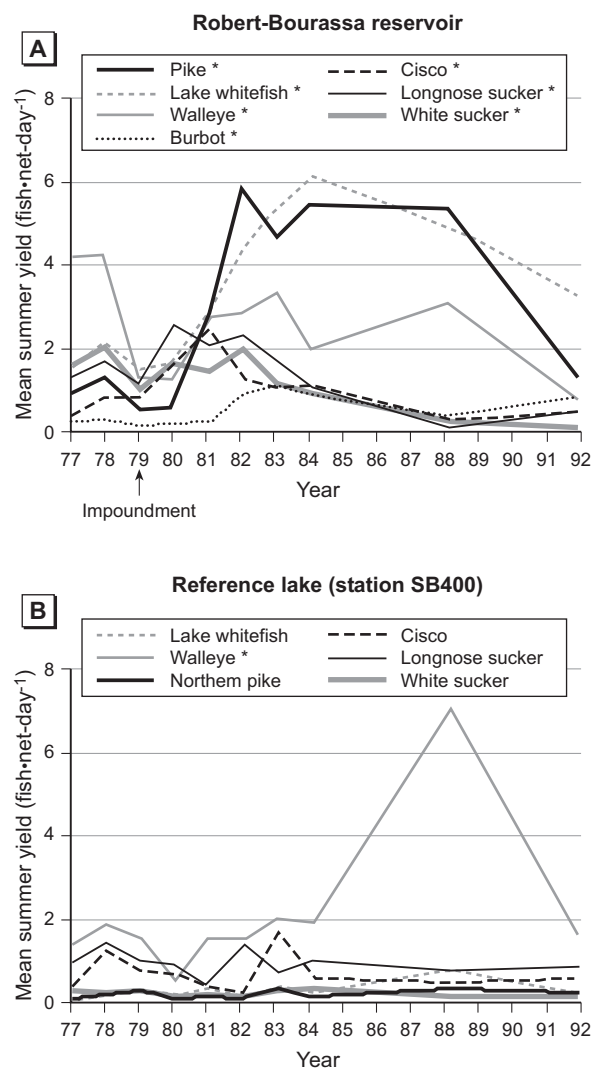 Robert-Bourassa reservoir
A
Pike *
Cisco *
Lake whitefish *
Longnose sucker *
Walleye *
White sucker *
Burbot *
Mean summer yield (fish•net-day-1)
8
6
4
2
0
77 78 79 80 81 82 83 84 85 86 87 88 89 90 91 92
Year
Impoundment
Reference lake (station SB400)
B
Lake whitefish
Cisco
Walleye *
Longnose sucker
Northem pike
White sucker
Mean summer yield (fish•net-day-1)
8
6
4
2
0
77 78 79 80 81 82 83 84 85 86 87 88 89 90 91 92
Year